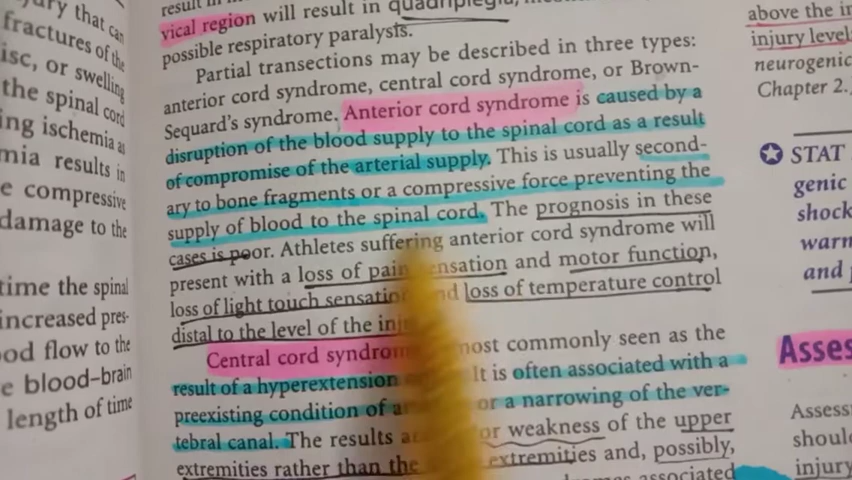 ury that can
fractures of the
isc, or swelling
the spinal cord
ing ischemia as
mia results in
e compressive
damage to the
time the spinal
increased pres-
od flow to the
e blood–brain
length of time
result in
vical region will result in quadriplegia,
possible respiratory paralysis.
Partial transections may be described in three types:
anterior cord syndrome, central cord syndrome, or Brown-
Sequard's syndrome. Anterior cord syndrome is caused by a
disruption of the blood supply to the spinal cord as a result
of compromise of the arterial supply. This is usually second-
ary to bone fragments or a compressive force preventing the
supply of blood to the spinal cord. The prognosis in these
cases is poor. Athletes suffering anterior cord syndrome will
present with a loss of pain sensation and motor function,
loss of light touch sensation and loss of temperature control
distal to the level of the inj
Central cord syndrom most commonly seen as the
result of a hyperextension It is often associated with a
preexisting condition of or a narrowing of the ver-
tebral canal. The results or weakness of the upper
extremities rather than the extremities and, possibly,
associated
above the in
injury level
neurogenic
Chapter 2.
STAT
genic
shock
warn
and p
Asses
Assess
should
injury